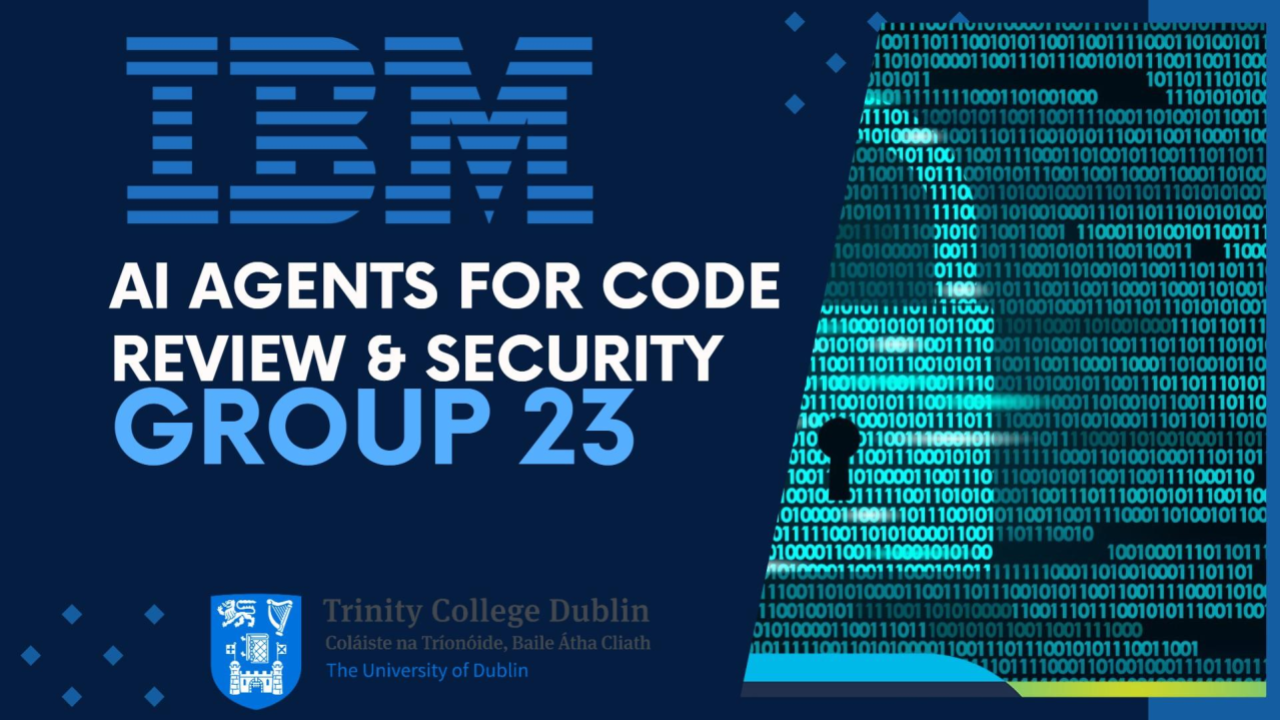 IBM
AI AGENTS FOR CODE
REVIEW & SECURITY
GROUP 23
Trinity College Dublin
Coláiste na Tríonóide, Baile Átha Cliath
The University of Dublin